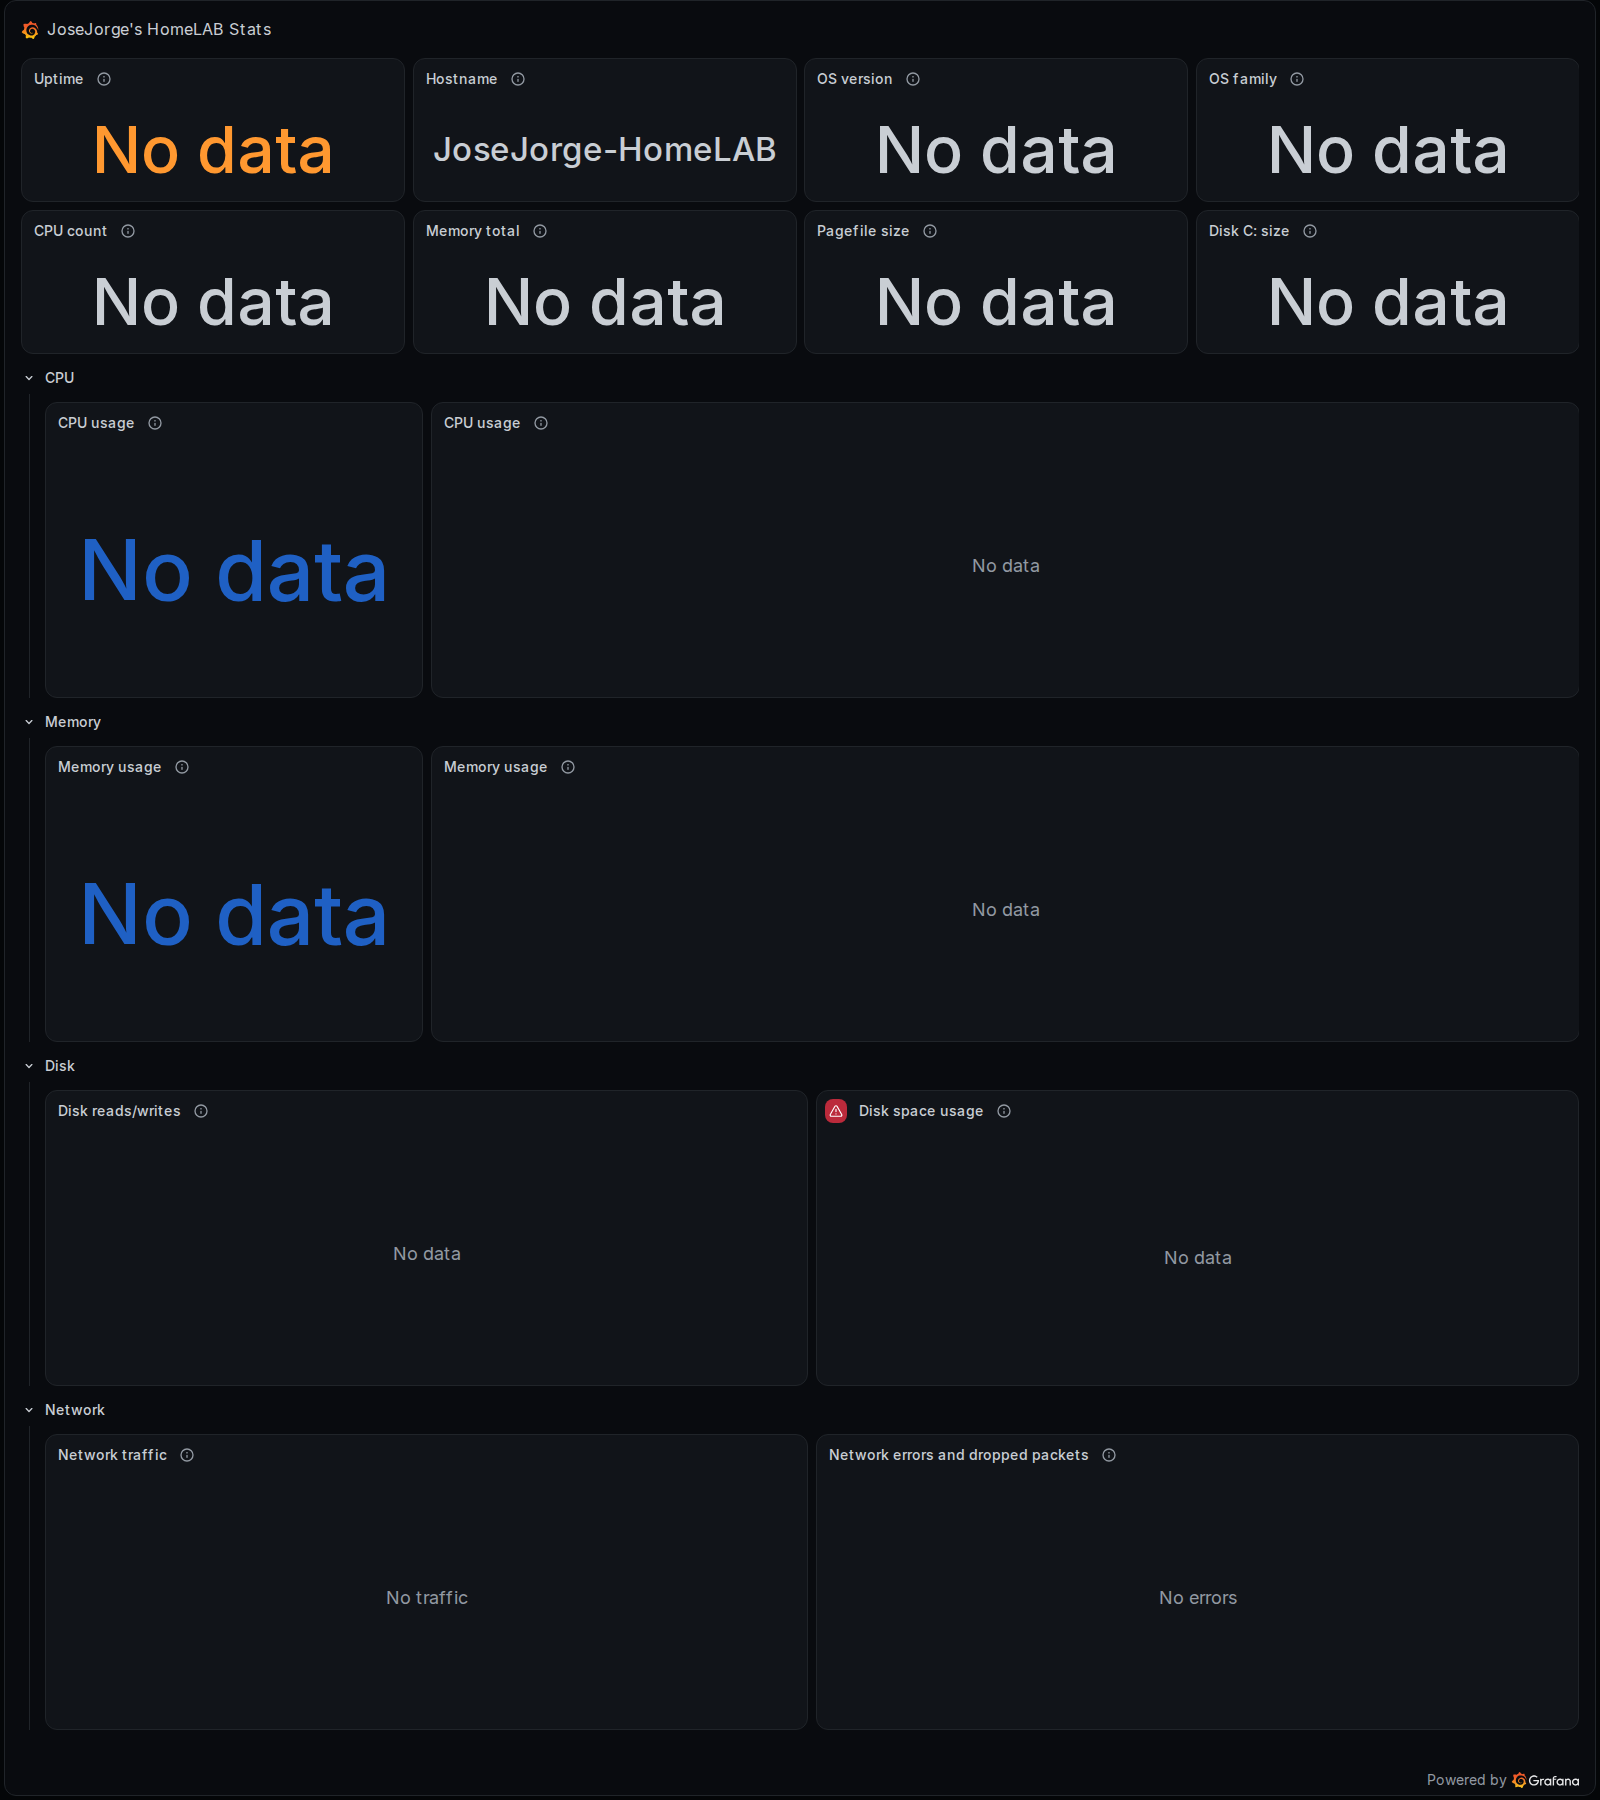 JoseJorge's HomeLAB Stats
Uptime
Hostname
OS version
OS family
No data
JoseJorge-HomeLAB
No data
No data
CPU count
Memory total
Pagefile size
Disk C: size
No data
No data
No data
No data
CPU
CPU usage
CPU usage
No data
No data
Memory
Memory usage
Memory usage
No data
No data
Disk
Disk reads/writes
Disk space usage
No data
No data
Network
Network traffic
Network errors and dropped packets
No traffic
No errors
Powered by Grafana